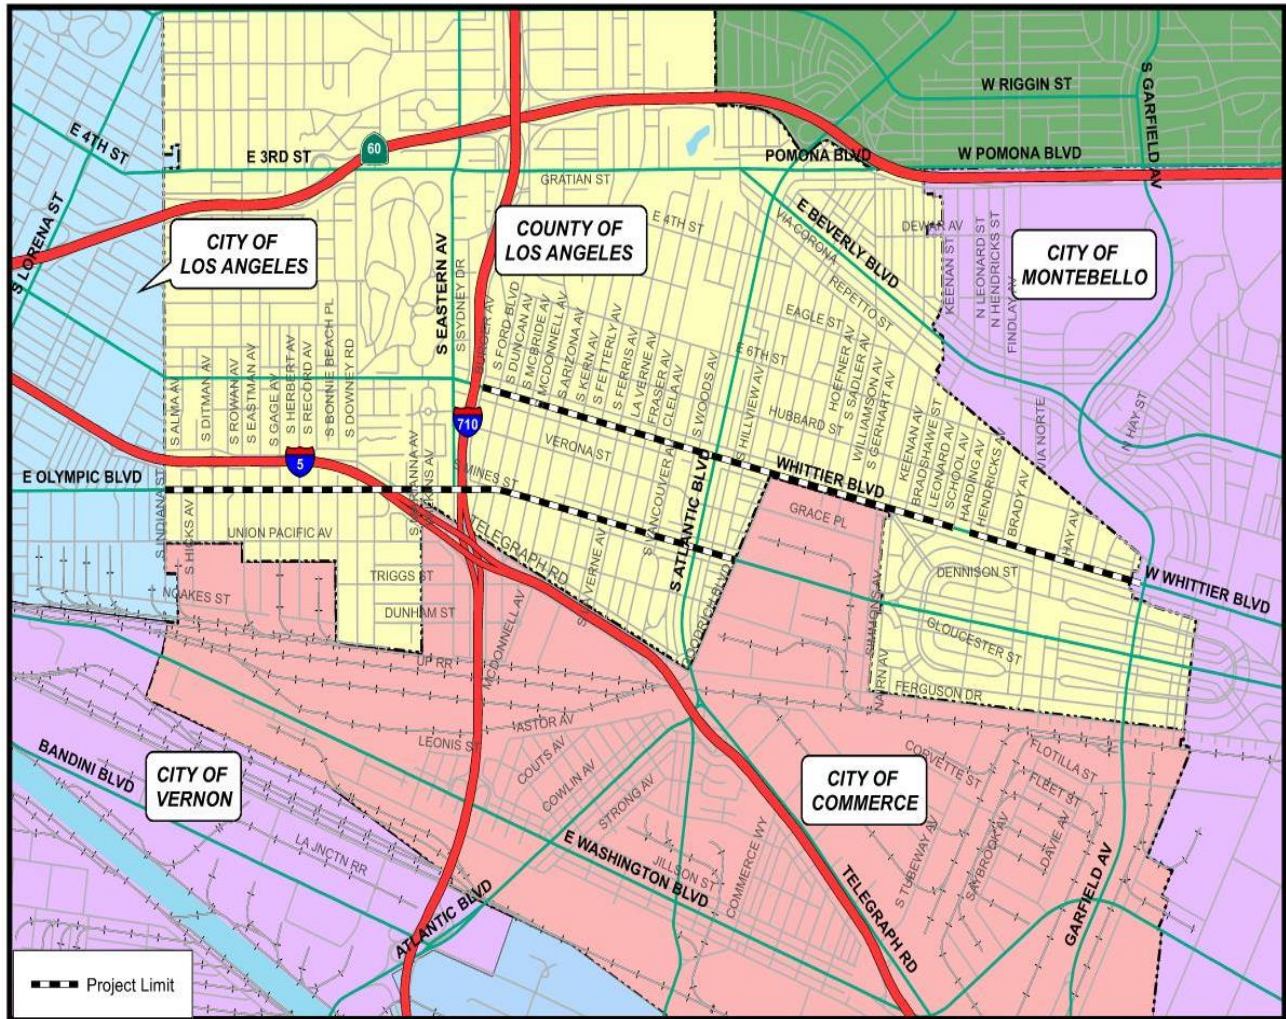 W RIGGIN ST
S GARFIELD AV
E 4TH ST
60
E 3RD ST
POMONA BLVD
W POMONA BLVD
GRATIAN ST
S LORENA ST
CITY OF
LOS ANGELES
COUNTY OF
LOS ANGELES
E 4TH ST
VIA CORONA
E BEVERLY BLVD
DEWAR AV
CITY OF
MONTEBELLO
KEENAN ST
N LEONARD ST
N HENDRICKS ST
FINDLAY AV
REPETTO ST
S EASTERN AV
S SYDNEY DR
EAGLE ST
E 6TH ST
S FORD BLVD
S DUNCAN AV
S MCBRIDE AV
MCDONNELL AV
S ARIZONA AV
S KERN AV
S FETTERLY AV
S FERRIS AV
LA VERNE AV
FRASER AV
CLELA AV
S WOODS AV
S HILLVIEW AV
HUBBARD ST
HOEFNER AV
S SADLER AV
WILLIAMSON AV
S GERHART AV
S ALMA AV
S DITMAN AV
S ROWAN AV
S EASTMAN AV
S GAGE AV
S HERBERT AV
S RECORD AV
S BONNIE BEACH PL
S DOWNEY RD
KEENAN AV
BRADSHAWE ST
LEONARD AV
SCHOOL AV
HARDING AV
HENDRICKS AV
BRADY AV
VIA NORTE
N HAY ST
HAY AV
710
5
VERONA ST
WHITTIER BLVD
E OLYMPIC BLVD
S MINES ST
S INDIANA ST
S HICKS AV
S VANCOUVER AV
S ATLANTIC BLVD
GRACE PL
UNION PACIFIC AV
TELEGRAPH RD
TRIGGS ST
DENNISON ST
W WHITTIER BLVD
NOAKES ST
DUNHAM ST
GOODRICH BLVD
SIMMONS AV
GLOUCESTER ST
UP RR
MCDONNELL AV
NAIRN AV
FERGUSON DR
ASTOR AV
LEONIS ST
COUTS AV
COWLIN AV
STRONG AV
BANDINI BLVD
CITY OF
VERNON
CITY OF
COMMERCE
CORVETTE ST
FLOTILLA ST
FLEET ST
DAVIE AV
SAYBROOK AV
S TUBEWAY AV
LA JNCTN RR
E WASHINGTON BLVD
JILLSON ST
COMMERCE WY
TELEGRAPH RD
GARFIELD AV
ATLANTIC BLVD
Project Limit